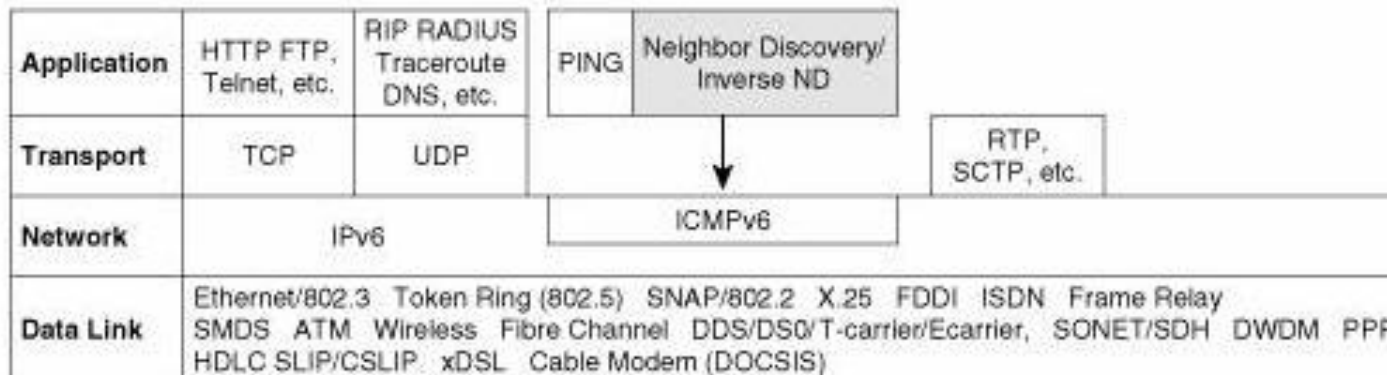 Application
HTTP FTP,
Telnet, etc.
RIP RADIUS
Traceroute
DNS, etc.
PING
Neighbor Discovery/
Inverse ND
Transport
TCP
UDP
RTP,
SCTP, etc.
Network
IPv6
ICMPv6
Data Link
Ethernet/802.3 Token Ring (802.5) SNAP/802.2 X.25 FDDI ISDN Frame Relay
SMDS ATM Wireless Fibre Channel DDS/DS0/T-carrier/Ecarrier, SONET/SDH DWDM PPP
HDLC SLIP/CSLIP xDSL Cable Modem (DOCSIS)